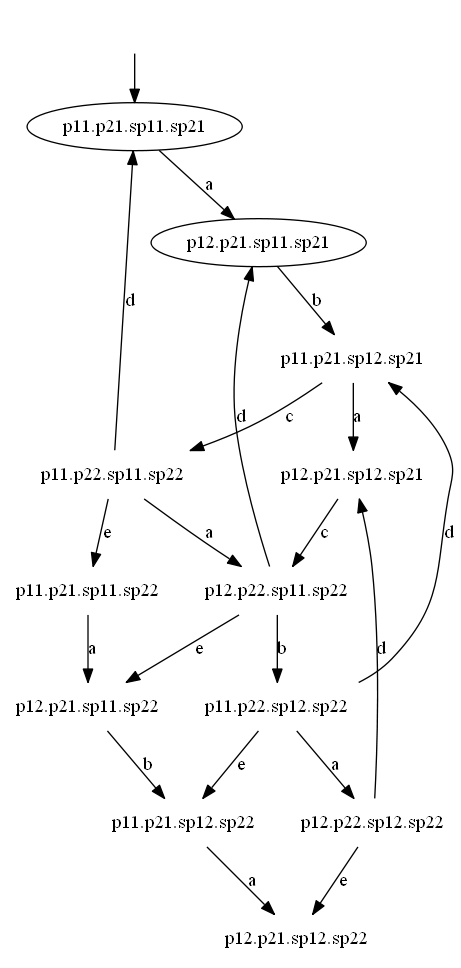 p11.p21.sp11.sp21
a
p12.p21.sp11.sp21
d
b
p11.p21.sp12.sp21
d
c
a
p11.p22.sp11.sp22
p12.p21.sp12.sp21
e
a
c
d
p11.p21.sp11.sp22
p12.p22.sp11.sp22
a
e
b
d
p12.p21.sp11.sp22
p11.p22.sp12.sp22
b
e
a
p11.p21.sp12.sp22
p12.p22.sp12.sp22
a
e
p12.p21.sp12.sp22